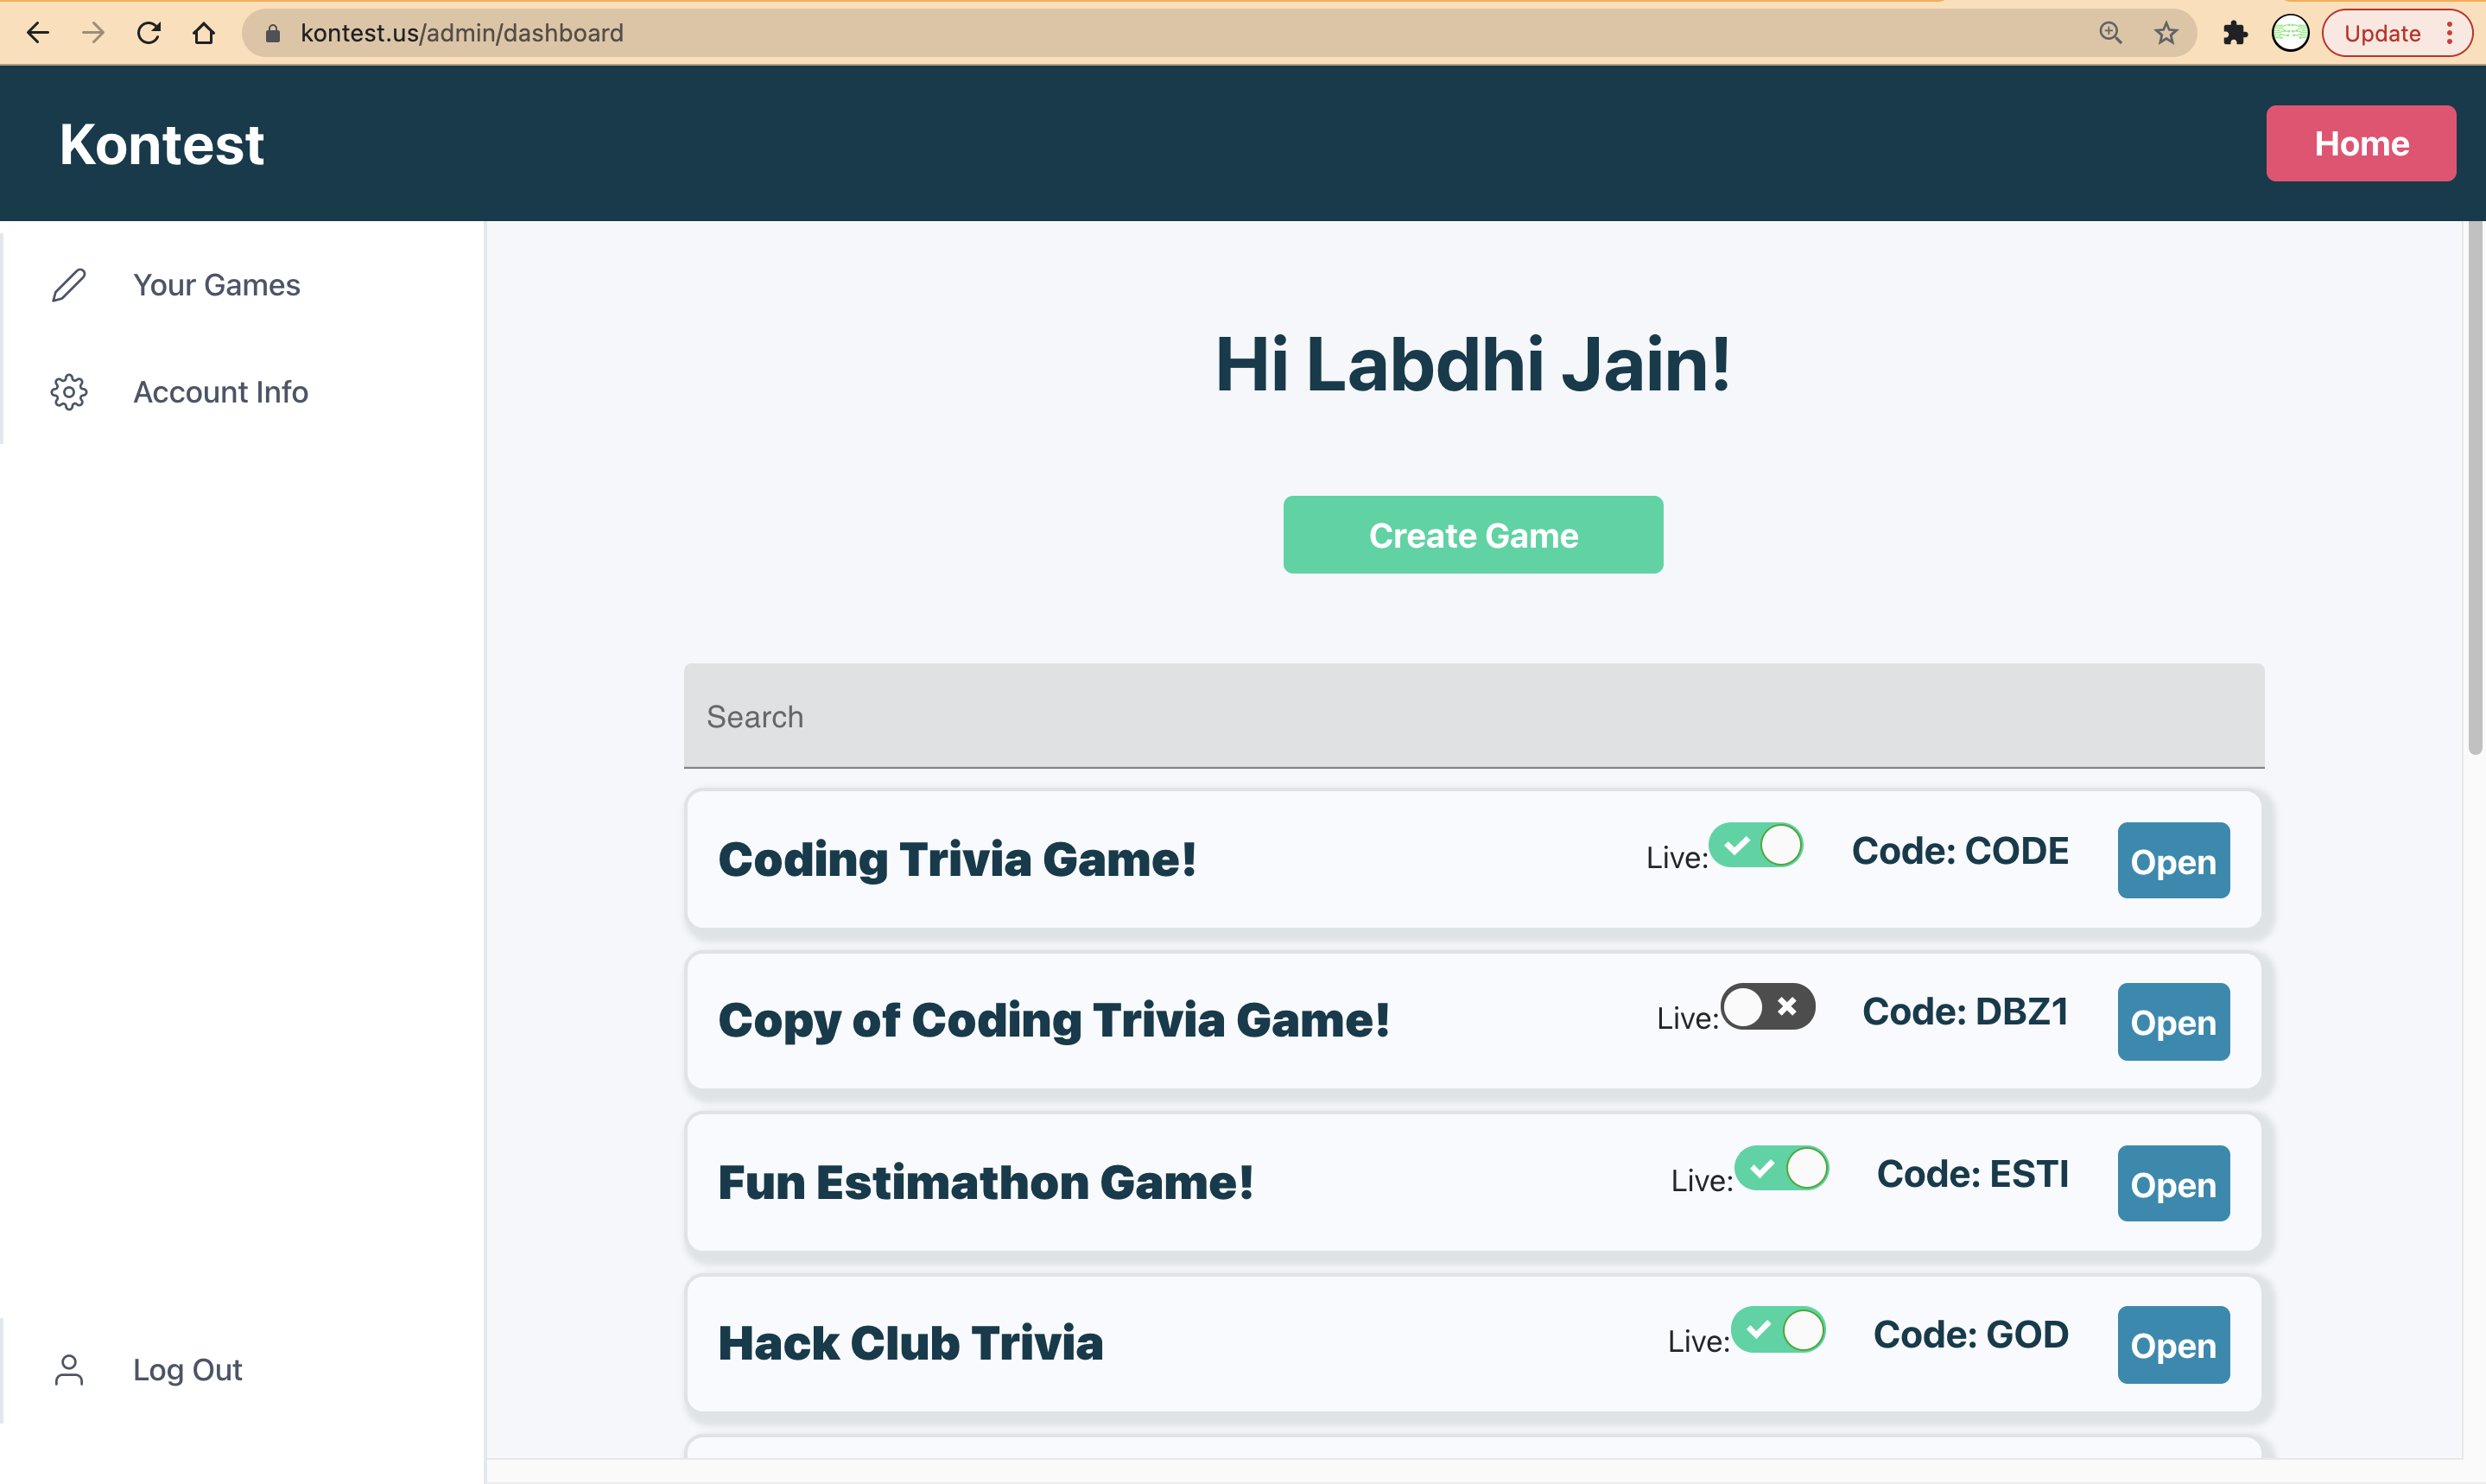 kontest.us/admin/dashboard
Update
Kontest
Home
Your Games
Account Info
Hi Labdhi Jain!
Create Game
Search
Coding Trivia Game! Live: Code: CODE Open
Copy of Coding Trivia Game! Live: Code: DBZ1 Open
Fun Estimathon Game! Live: Code: ESTI Open
Hack Club Trivia Live: Code: GOD Open
Log Out